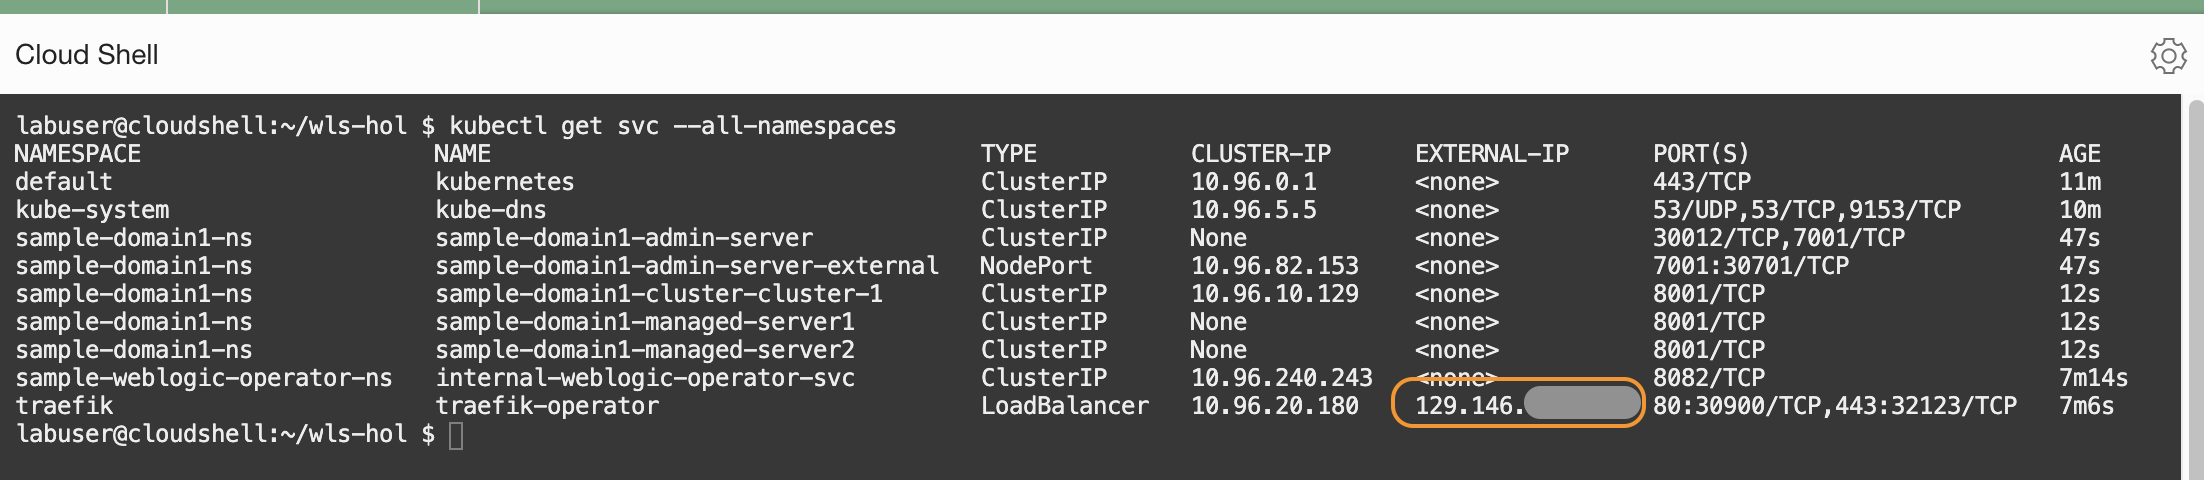 Cloud Shell
labuser@cloudshell:~/wls-hol $ kubectl get svc --all-namespaces
NAMESPACE NAME TYPE CLUSTER-IP EXTERNAL-IP PORT(S) AGE
default kubernetes ClusterIP 10.96.0.1 <none> 443/TCP 11m
kube-system kube-dns ClusterIP 10.96.5.5 <none> 53/UDP,53/TCP,9153/TCP 10m
sample-domain1-ns sample-domain1-admin-server ClusterIP None <none> 30012/TCP,7001/TCP 47s
sample-domain1-ns sample-domain1-admin-server-external NodePort 10.96.82.153 <none> 7001:30701/TCP 47s
sample-domain1-ns sample-domain1-cluster-cluster-1 ClusterIP 10.96.10.129 <none> 8001/TCP 12s
sample-domain1-ns sample-domain1-managed-server1 ClusterIP None <none> 8001/TCP 12s
sample-domain1-ns sample-domain1-managed-server2 ClusterIP None <none> 8001/TCP 12s
sample-weblogic-operator-ns internal-weblogic-operator-svc ClusterIP 10.96.240.243 <none> 8082/TCP 7m14s
traefik traefik-operator LoadBalancer 10.96.20.180 129.146. 80:30900/TCP,443:32123/TCP 7m6s
labuser@cloudshell:~/wls-hol $